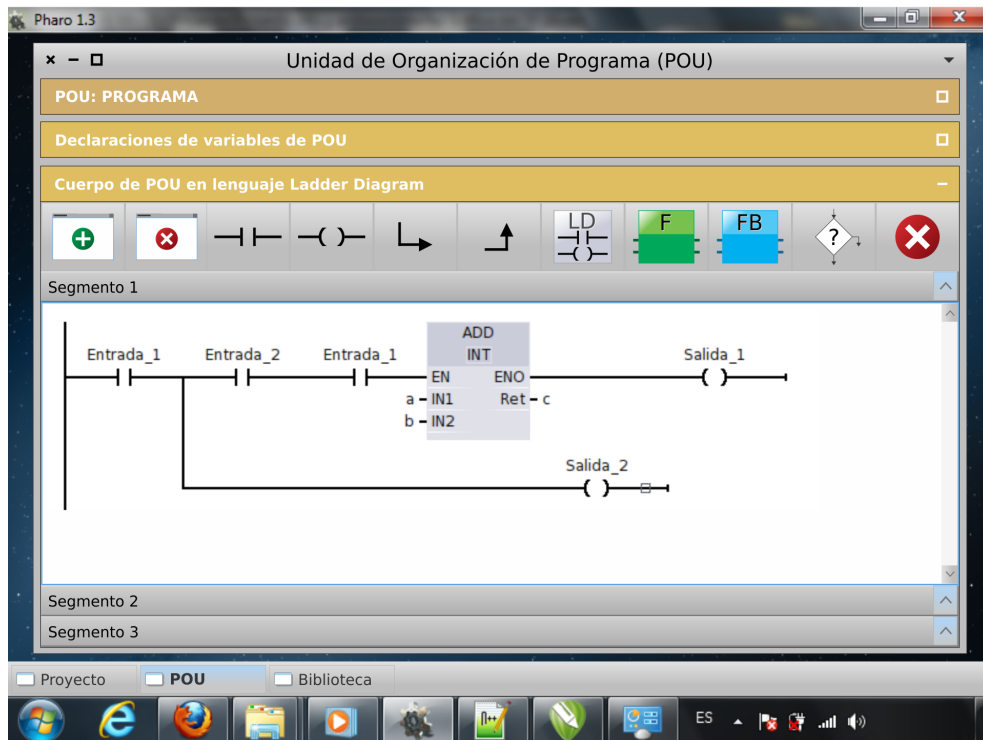 Pharo 1.3
Unidad de Organización de Programa (POU)
POU: PROGRAMA
Declaraciones de variables de POU
Cuerpo de POU en lenguaje Ladder Diagram
LD F FB ?
Segmento 1
ADD
Entrada_1 Entrada_2 Entrada_1 INT Salida_1
EN ENO
a IN1 Ret c
b IN2
Salida_2
Segmento 2
Segmento 3
Proyecto POU Biblioteca
n++
ES